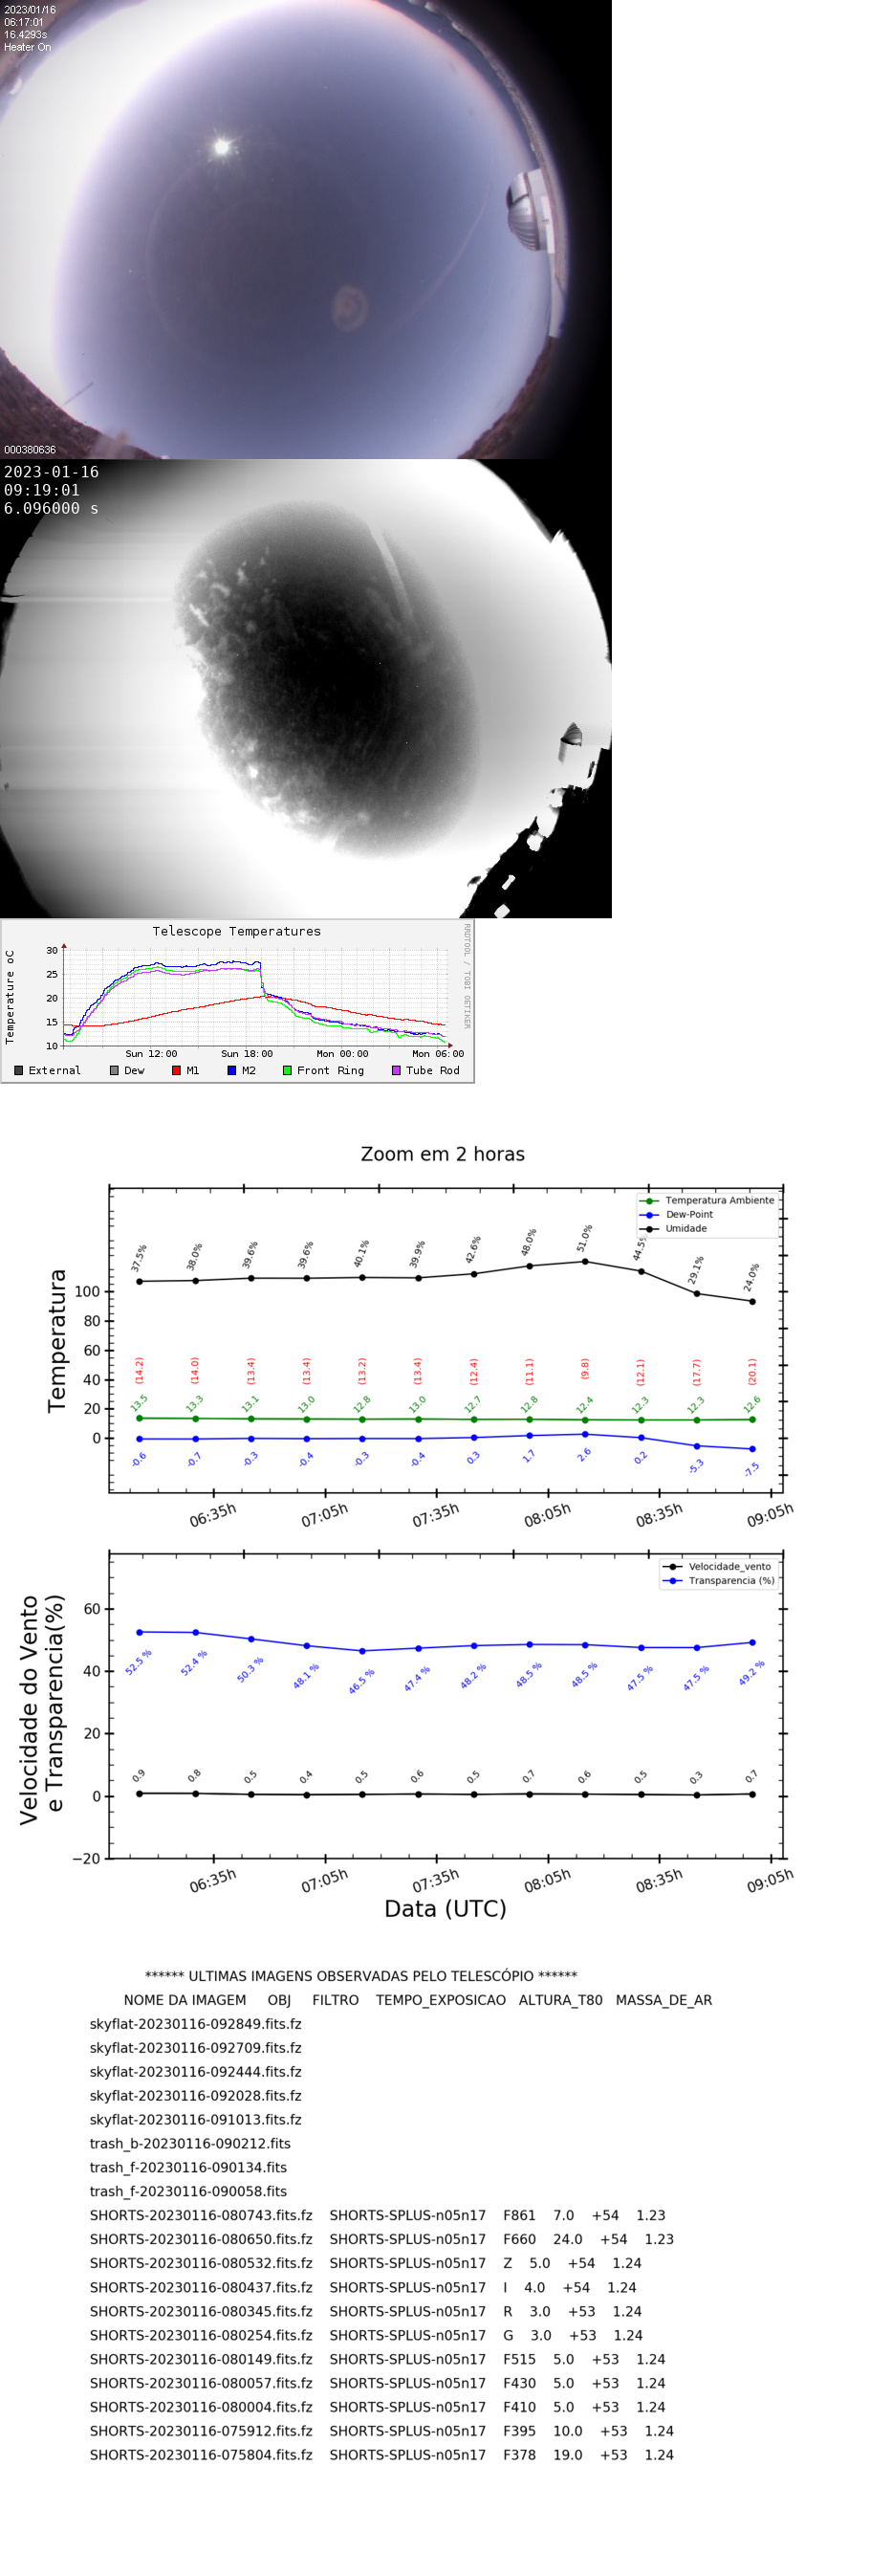 2023/01/16
06:17:01
16.4293s
Heater On
000380636
2023-01-16
09:19:01
6.096000 s
Telescope Temperatures
RRDTOOL / TOBI OETIKER
Temperature oC
30
25
20
15
10
Sun 12:00 Sun 18:00 Mon 00:00 Mon 06:00
External Dew M1 M2 Front Ring Tube Rod
Zoom em 2 horas
Temperatura Ambiente
Dew-Point
Umidade
Temperatura
37.5% 38.0% 39.6% 39.6% 40.1% 39.9% 42.6% 48.0% 51.0% 44.5% 29.1% 24.0%
100
80
60
40
20
0
(14.2) (14.0) (13.4) (13.4) (13.2) (13.4) (12.4) (11.1) (9.8) (12.1) (17.7) (20.1)
13.5 13.3 13.1 13.0 12.8 13.0 12.7 12.8 12.4 12.3 12.3 12.6
-0.6 -0.7 -0.3 -0.4 -0.3 -0.4 0.3 1.7 2.6 0.2 -5.3 -7.5
06:35h 07:05h 07:35h 08:05h 08:35h 09:05h
Velocidade_vento
Transparencia (%)
Velocidade do Vento
e Transparencia(%)
60
40
20
0
−20
52.5 % 52.4 % 50.3 % 48.1 % 46.5 % 47.4 % 48.2 % 48.5 % 48.5 % 47.5 % 47.5 % 49.2 %
0.9 0.8 0.5 0.4 0.5 0.6 0.5 0.7 0.6 0.5 0.3 0.7
06:35h 07:05h 07:35h 08:05h 08:35h 09:05h
Data (UTC)
****** ULTIMAS IMAGENS OBSERVADAS PELO TELESCÓPIO ******
NOME DA IMAGEM OBJ FILTRO TEMPO_EXPOSICAO ALTURA_T80 MASSA_DE_AR
skyflat-20230116-092849.fits.fz
skyflat-20230116-092709.fits.fz
skyflat-20230116-092444.fits.fz
skyflat-20230116-092028.fits.fz
skyflat-20230116-091013.fits.fz
trash_b-20230116-090212.fits
trash_f-20230116-090134.fits
trash_f-20230116-090058.fits
SHORTS-20230116-080743.fits.fz SHORTS-SPLUS-n05n17 F861 7.0 +54 1.23
SHORTS-20230116-080650.fits.fz SHORTS-SPLUS-n05n17 F660 24.0 +54 1.23
SHORTS-20230116-080532.fits.fz SHORTS-SPLUS-n05n17 Z 5.0 +54 1.24
SHORTS-20230116-080437.fits.fz SHORTS-SPLUS-n05n17 I 4.0 +54 1.24
SHORTS-20230116-080345.fits.fz SHORTS-SPLUS-n05n17 R 3.0 +53 1.24
SHORTS-20230116-080254.fits.fz SHORTS-SPLUS-n05n17 G 3.0 +53 1.24
SHORTS-20230116-080149.fits.fz SHORTS-SPLUS-n05n17 F515 5.0 +53 1.24
SHORTS-20230116-080057.fits.fz SHORTS-SPLUS-n05n17 F430 5.0 +53 1.24
SHORTS-20230116-080004.fits.fz SHORTS-SPLUS-n05n17 F410 5.0 +53 1.24
SHORTS-20230116-075912.fits.fz SHORTS-SPLUS-n05n17 F395 10.0 +53 1.24
SHORTS-20230116-075804.fits.fz SHORTS-SPLUS-n05n17 F378 19.0 +53 1.24